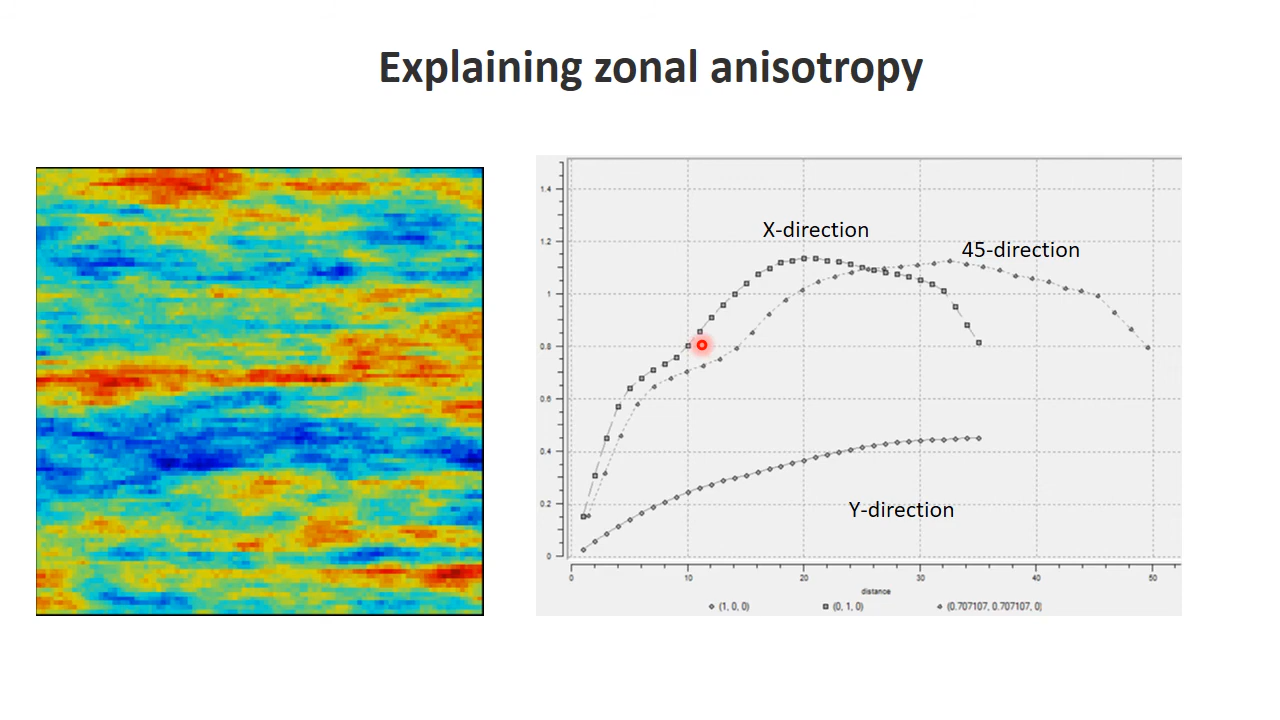 Explaining zonal anisotropy
X-direction
45-direction
Y-direction
1.4
1.2
1
0.8
0.6
0.4
0.2
0
0 10 20 30 40 50
distance
(1, 0, 0) (0, 1, 0) (0.707107, 0.707107, 0)